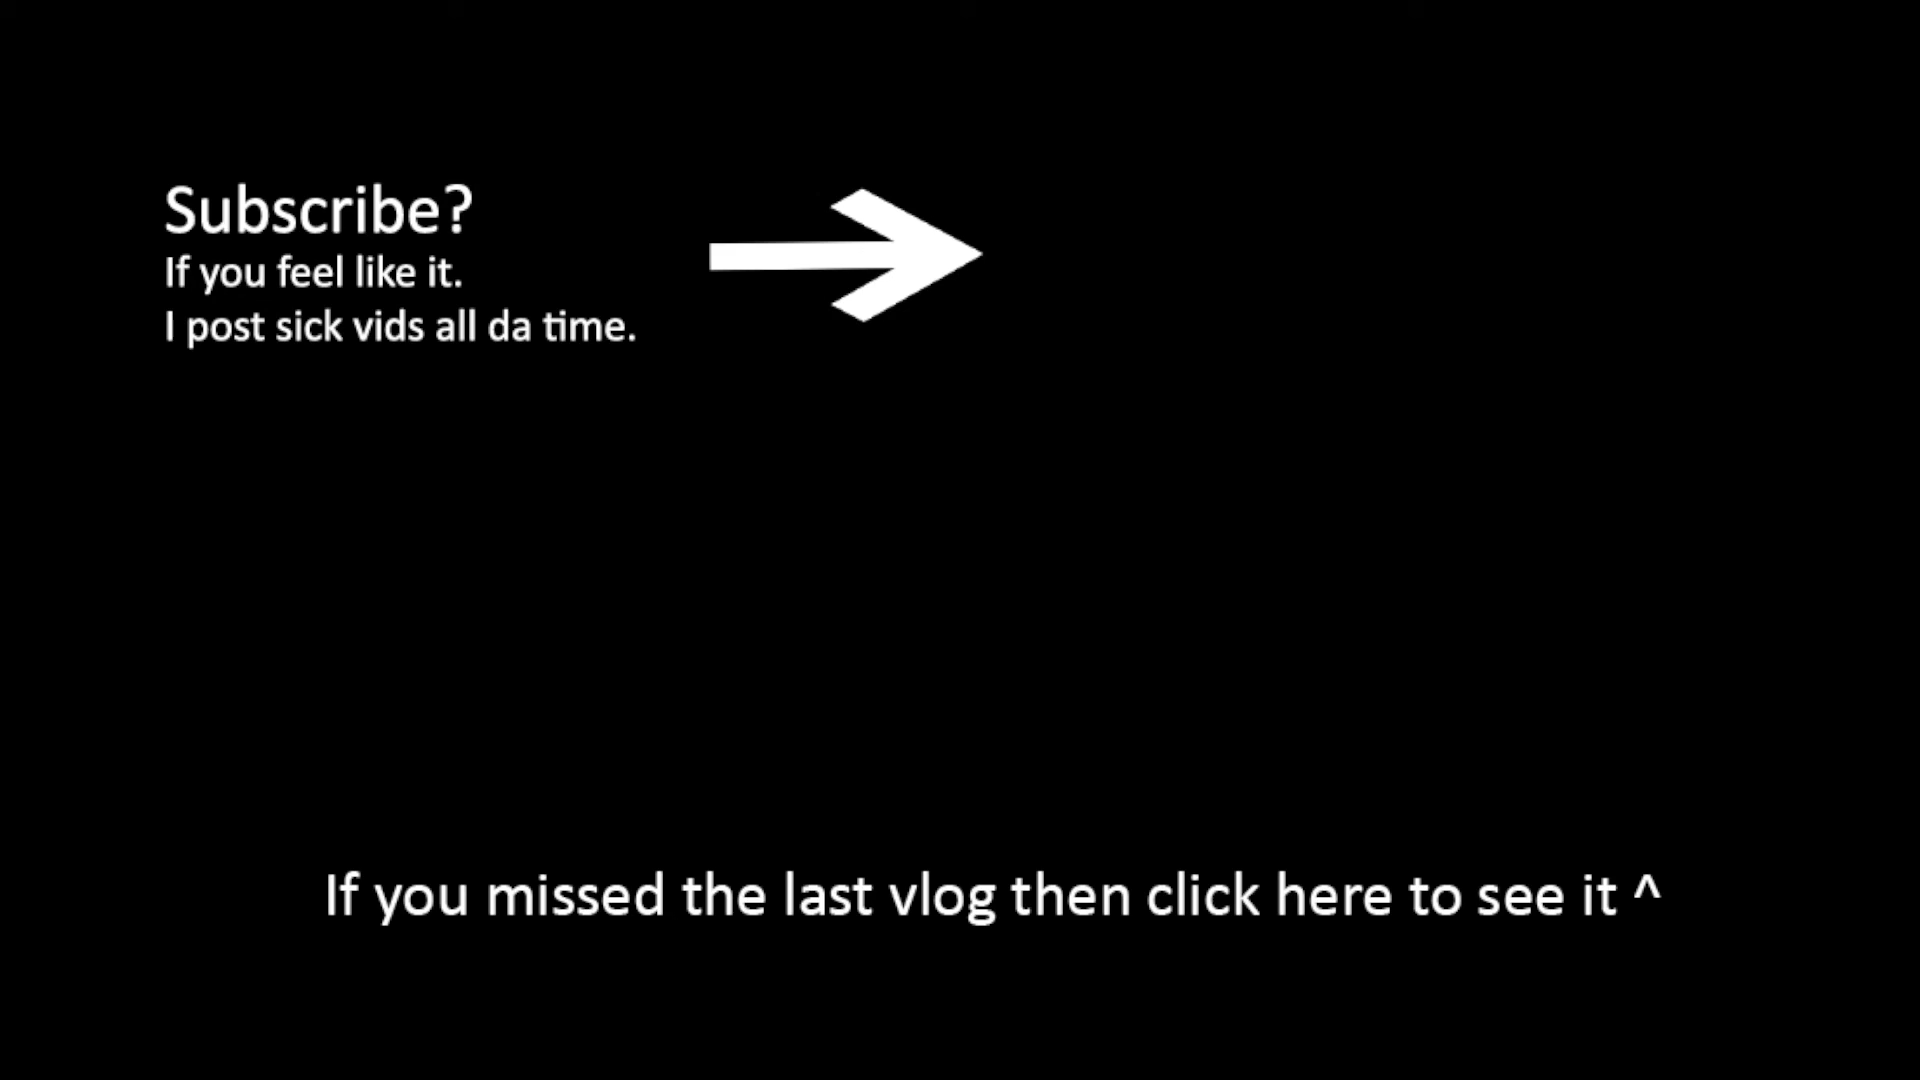 Subscribe?
If you feel like it.
I post sick vids all da time.
If you missed the last vlog then click here to see it ^